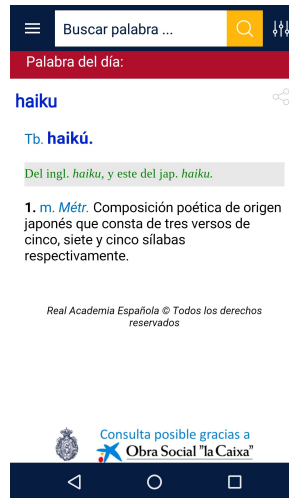 Buscar palabra ...
Palabra del día:
haiku
Tb. haikú.
Del ingl. haiku, y este del jap. haiku.
1. m. Métr. Composición poética de origen
japonés que consta de tres versos de
cinco, siete y cinco sílabas
respectivamente.
Real Academia Española © Todos los derechos
reservados
Consulta posible gracias a
Obra Social "la Caixa"